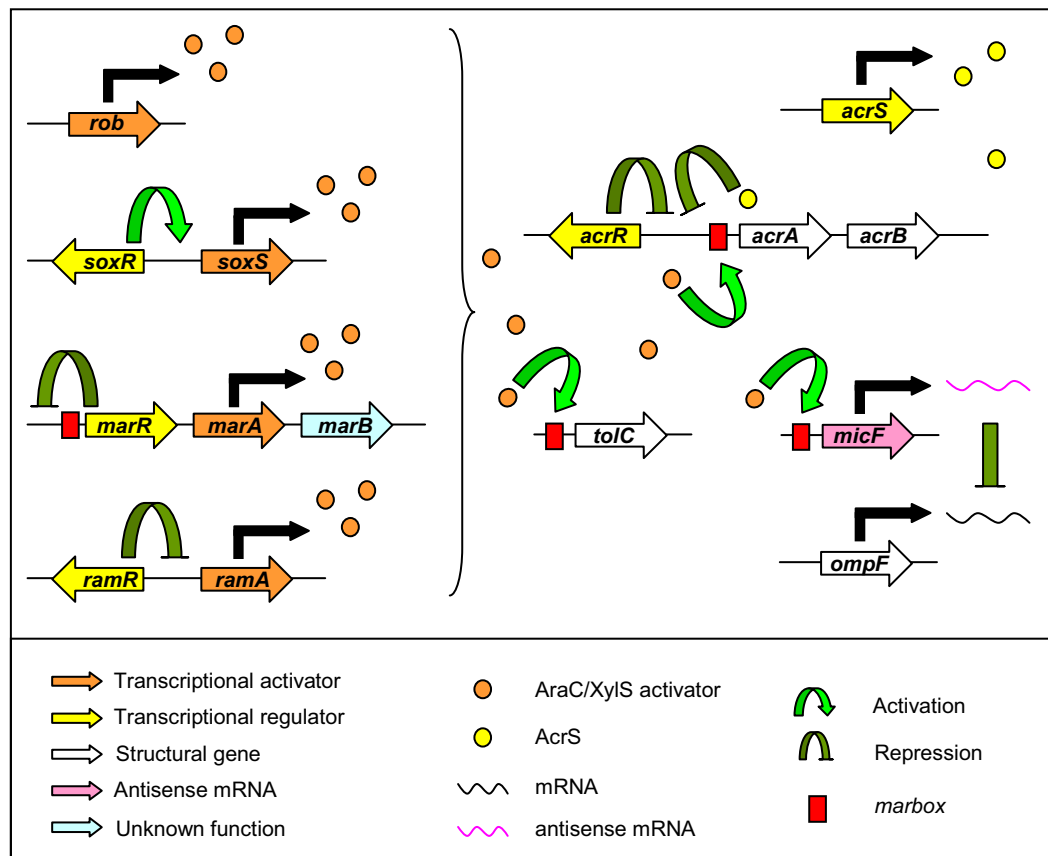 rob
acrS
soxR
soxS
acrR
acrA
acrB
marR
marA
marB
tolC
micF
ramR
ramA
ompF
Transcriptional activator
Transcriptional regulator
Structural gene
Antisense mRNA
Unknown function
AraC/XylS activator
AcrS
mRNA
antisense mRNA
Activation
Repression
marbox